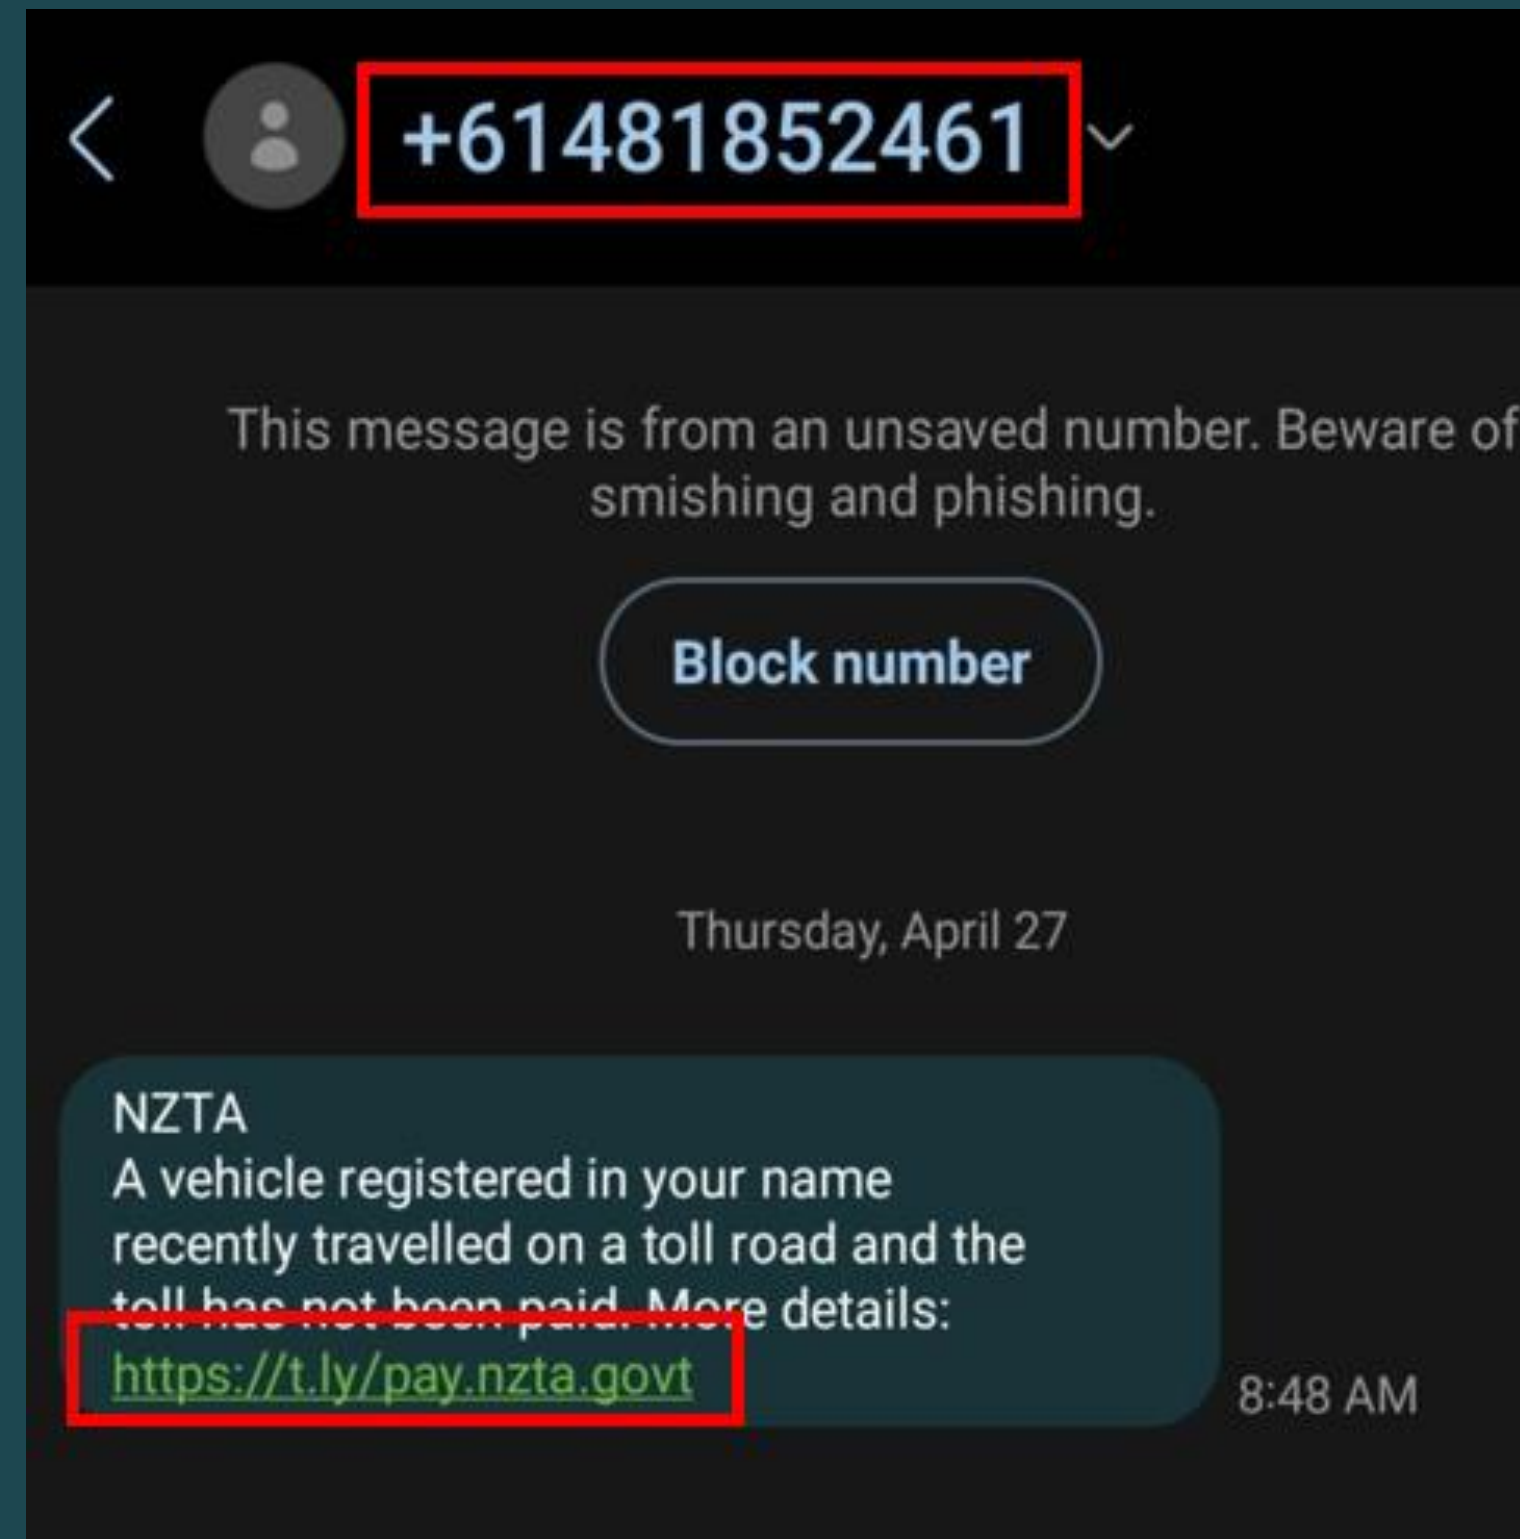 +61481852461
This message is from an unsaved number. Beware of
smishing and phishing.
Block number
Thursday, April 27
NZTA
A vehicle registered in your name
recently travelled on a toll road and the
toll has not been paid. More details:
https://t.ly/pay.nzta.govt
8:48 AM